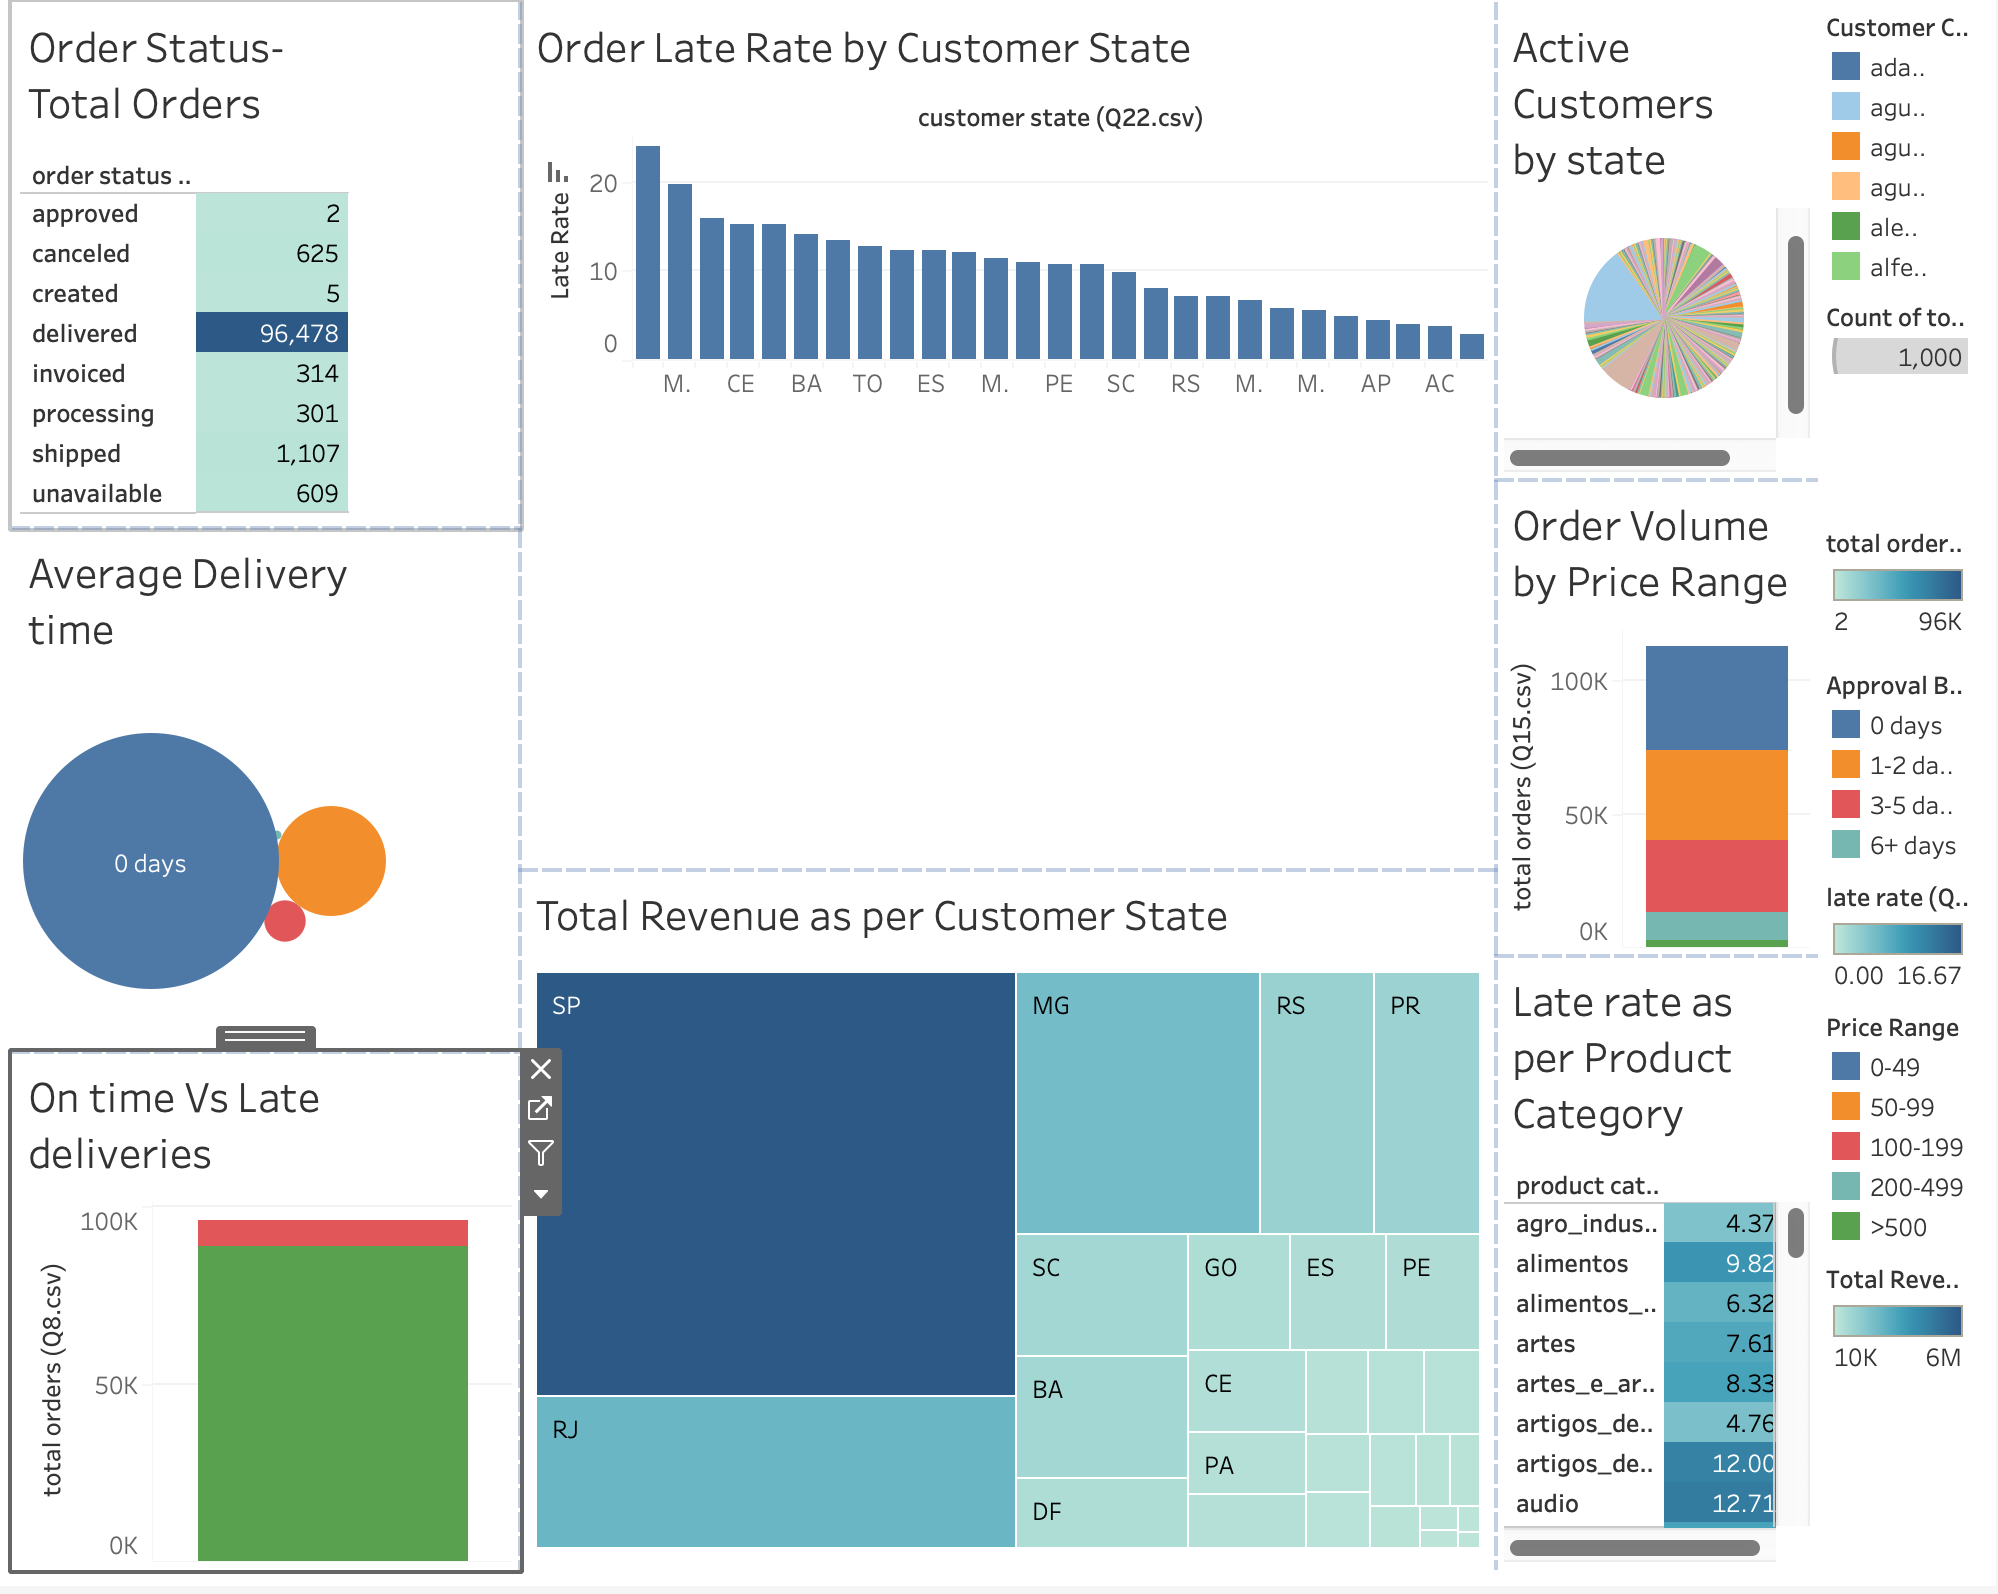 Order Status-
Total Orders
order status ..
approved 2
canceled 625
created 5
delivered 96,478
invoiced 314
processing 301
shipped 1,107
unavailable 609
Average Delivery
time
0 days
On time Vs Late
deliveries
total orders (Q8.csv)
100K
50K
0K
Order Late Rate by Customer State
customer state (Q22.csv)
Late Rate
20
10
0
M. CE BA TO ES M. PE SC RS M. M. AP AC
Total Revenue as per Customer State
SP
MG
RS
PR
RJ
SC
GO
ES
PE
BA
CE
PA
DF
Active
Customers
by state
Order Volume
by Price Range
total orders (Q15.csv)
100K
50K
0K
Late rate as
per Product
Category
product cat..
agro_indus.. 4.37
alimentos 9.82
alimentos_.. 6.32
artes 7.61
artes_e_ar.. 8.33
artigos_de.. 4.76
artigos_de.. 12.00
audio 12.71
Customer C..
ada..
agu..
agu..
agu..
ale..
alfe..
Count of to..
1,000
total order..
2 96K
Approval B..
0 days
1-2 da..
3-5 da..
6+ days
late rate (Q..
0.00 16.67
Price Range
0-49
50-99
100-199
200-499
>500
Total Reve..
10K 6M